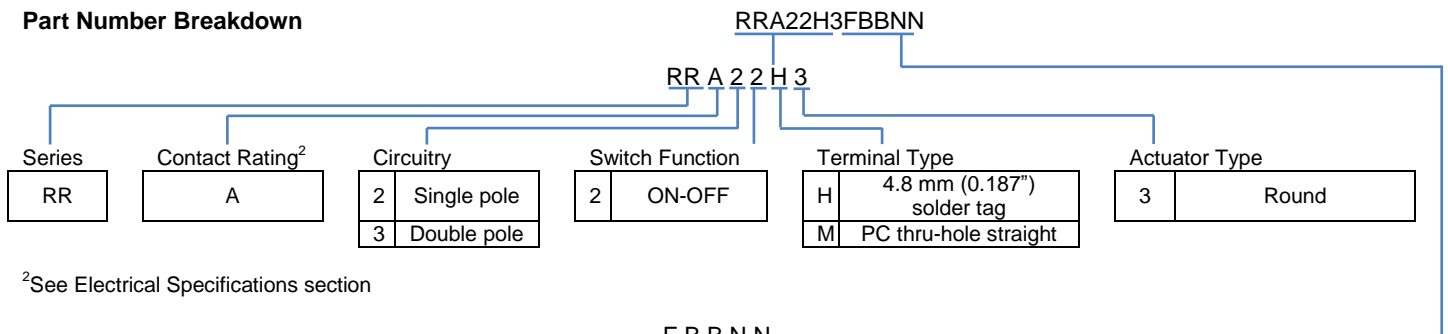 Part Number Breakdown
RRA22H3FBBNN
RR A 2 2 H 3
Series
Contact Rating2
Circuitry
Switch Function
Terminal Type
Actuator Type
RR
A
2 Single pole
3 Double pole
2 ON-OFF
H 4.8 mm (0.187”)
solder tag
M PC thru-hole straight
3 Round
2See Electrical Specifications section
F B B N N